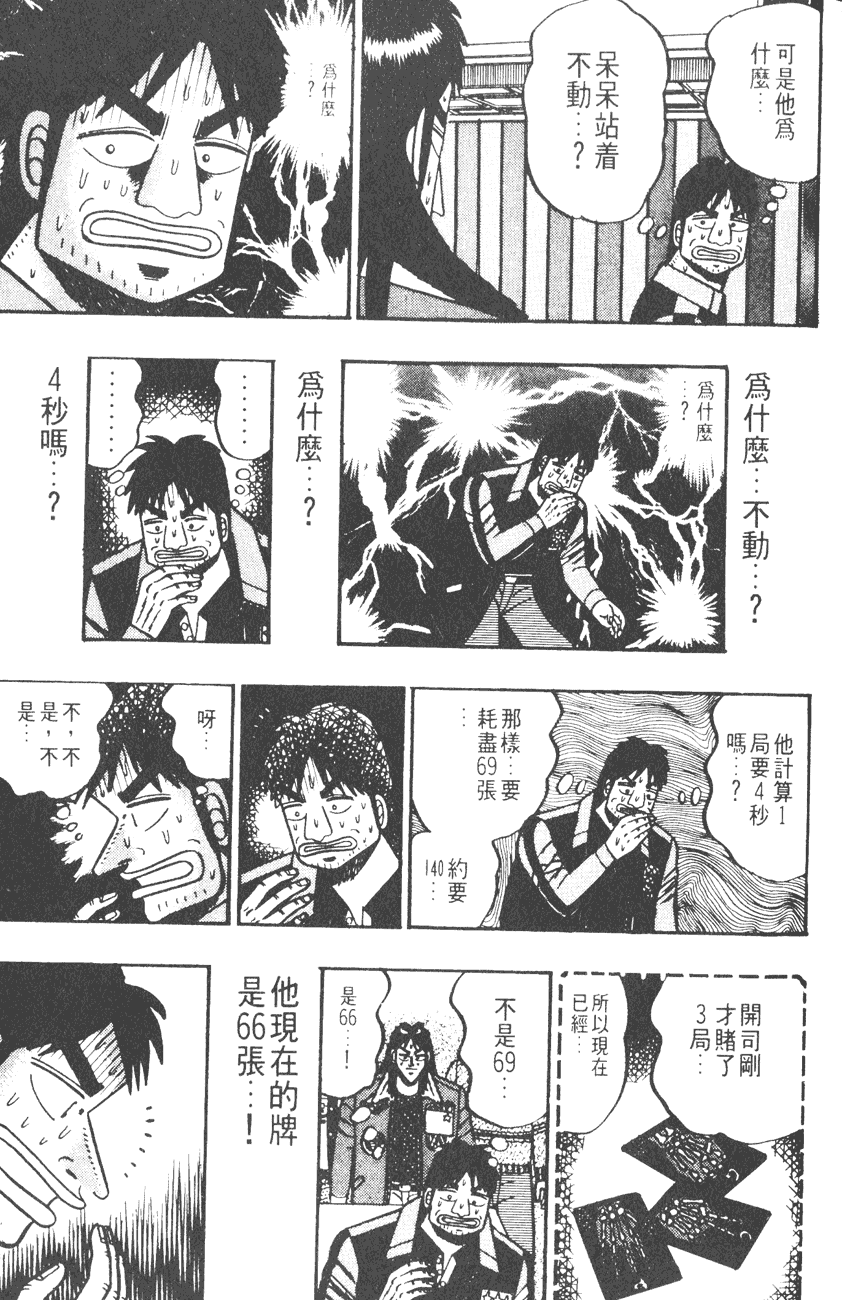 可是他爲
什麼…
呆呆站着
不動…？
爲什麼
…？
爲什麼…不動…？
爲什麼
…？
爲什麼…？
……
……
4秒嗎…？
他計算1
局要4秒
嗎…？
那樣…要
耗盡69張
…
約要
140…
呀…
不，不
是，不
是…
開司剛
才賭了
3局…
所以現在
已經…
不是69…
是66…！
他現在的牌
是66張…！